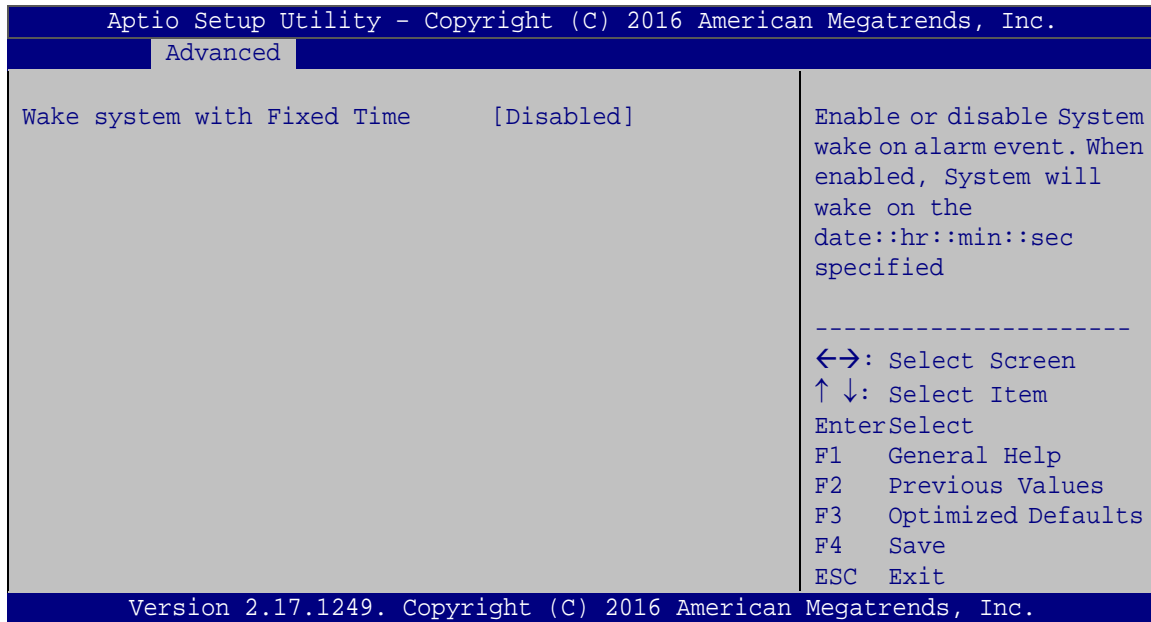 Aptio Setup Utility – Copyright (C) 2016 American Megatrends, Inc.
Advanced
Wake system with Fixed Time [Disabled]
Enable or disable System
wake on alarm event. When
enabled, System will
wake on the
date::hr::min::sec
specified
----------------------
←→: Select Screen
↑ ↓: Select Item
EnterSelect
F1 General Help
F2 Previous Values
F3 Optimized Defaults
F4 Save
ESC Exit
Version 2.17.1249. Copyright (C) 2016 American Megatrends, Inc.